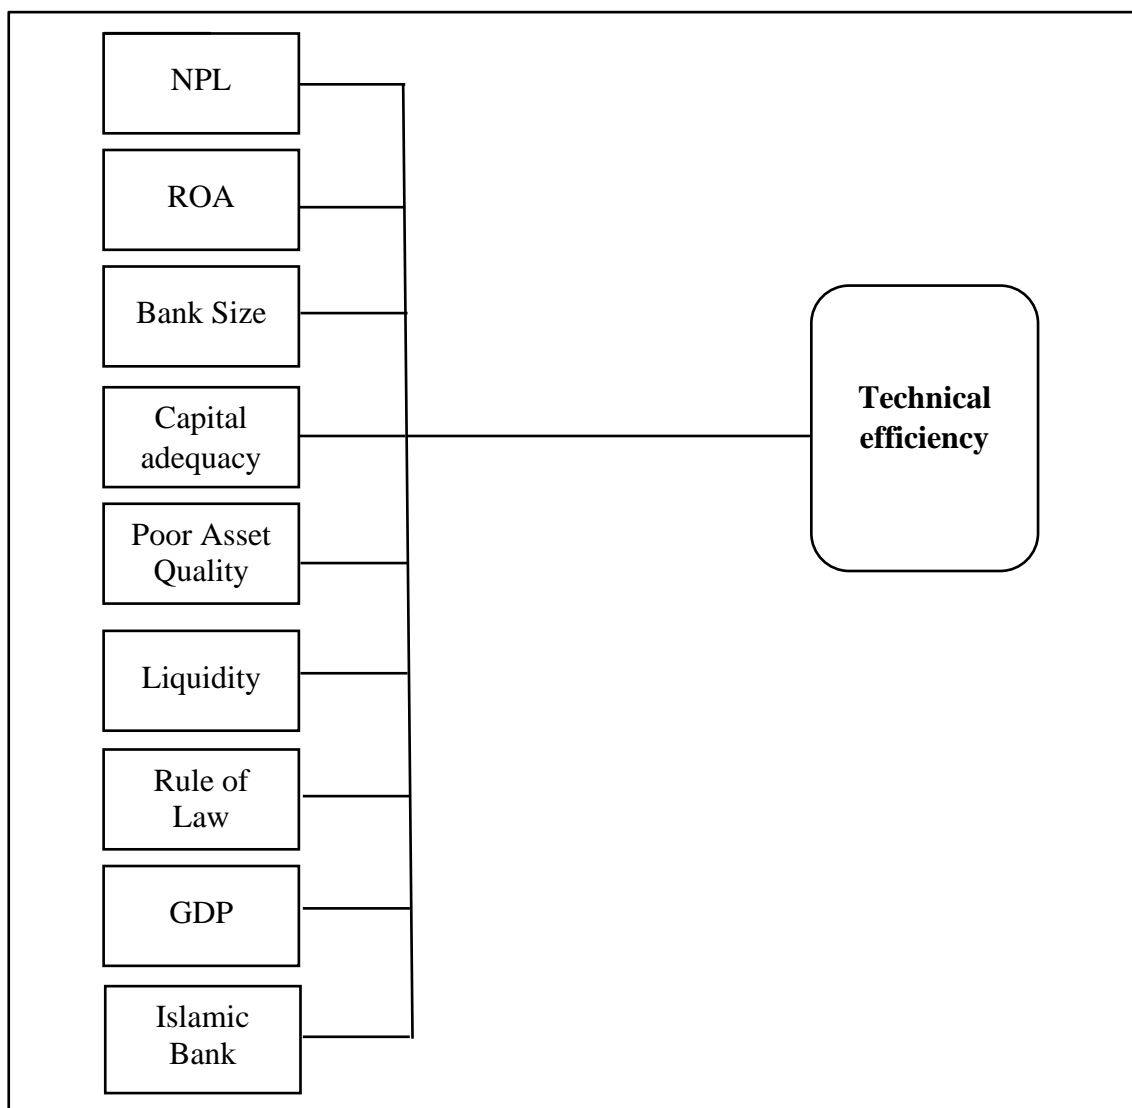 NPL
ROA
Bank Size
Capital
adequacy
Poor Asset
Quality
Liquidity
Rule of
Law
GDP
Islamic
Bank
Technical
efficiency